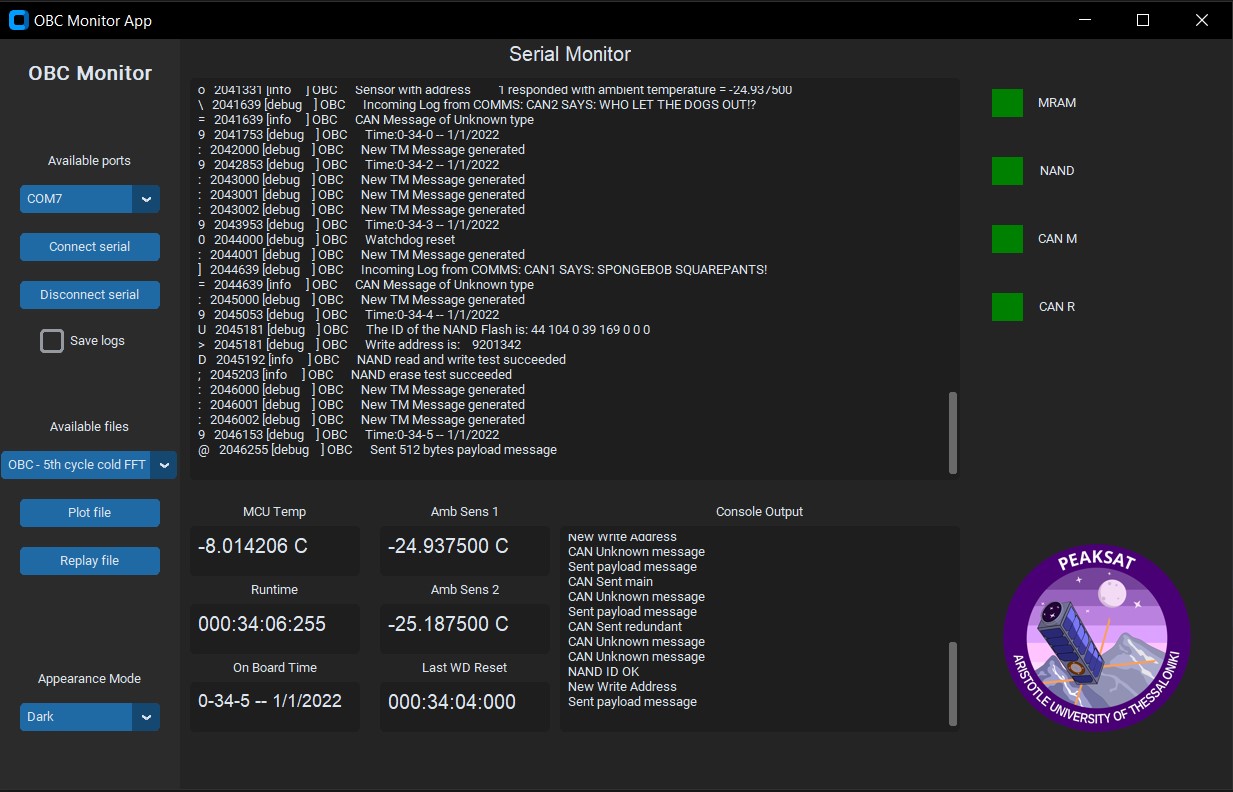 OBC Monitor App
OBC Monitor
Available ports
COM7
Connect serial
Disconnect serial
Save logs
Available files
OBC - 5th cycle cold FFT
Plot file
Replay file
Appearance Mode
Dark
Serial Monitor
o 2041331 [info ] OBC Sensor with address 1 responded with ambient temperature = -24.937500
\ 2041639 [debug ] OBC Incoming Log from COMMS: CAN2 SAYS: WHO LET THE DOGS OUT!?
= 2041639 [info ] OBC CAN Message of Unknown type
9 2041753 [debug ] OBC Time:0-34-0 -- 1/1/2022
: 2042000 [debug ] OBC New TM Message generated
9 2042853 [debug ] OBC Time:0-34-2 -- 1/1/2022
: 2043000 [debug ] OBC New TM Message generated
: 2043001 [debug ] OBC New TM Message generated
: 2043002 [debug ] OBC New TM Message generated
9 2043953 [debug ] OBC Time:0-34-3 -- 1/1/2022
0 2044000 [debug ] OBC Watchdog reset
: 2044001 [debug ] OBC New TM Message generated
] 2044639 [debug ] OBC Incoming Log from COMMS: CAN1 SAYS: SPONGEBOB SQUAREPANTS!
= 2044639 [info ] OBC CAN Message of Unknown type
: 2045000 [debug ] OBC New TM Message generated
9 2045053 [debug ] OBC Time:0-34-4 -- 1/1/2022
U 2045181 [debug ] OBC The ID of the NAND Flash is: 44 104 0 39 169 0 0 0
> 2045181 [debug ] OBC Write address is: 9201342
D 2045192 [info ] OBC NAND read and write test succeeded
; 2045203 [info ] OBC NAND erase test succeeded
: 2046000 [debug ] OBC New TM Message generated
: 2046001 [debug ] OBC New TM Message generated
: 2046002 [debug ] OBC New TM Message generated
9 2046153 [debug ] OBC Time:0-34-5 -- 1/1/2022
@ 2046255 [debug ] OBC Sent 512 bytes payload message
MRAM
NAND
CAN M
CAN R
MCU Temp
-8.014206 C
Amb Sens 1
-24.937500 C
Runtime
000:34:06:255
Amb Sens 2
-25.187500 C
On Board Time
0-34-5 -- 1/1/2022
Last WD Reset
000:34:04:000
Console Output
New Write Address
CAN Unknown message
Sent payload message
CAN Sent main
CAN Unknown message
Sent payload message
CAN Sent redundant
CAN Unknown message
CAN Unknown message
NAND ID OK
New Write Address
Sent payload message
PEAKSAT
ARISTOTLE UNIVERSITY OF THESSALONIKI